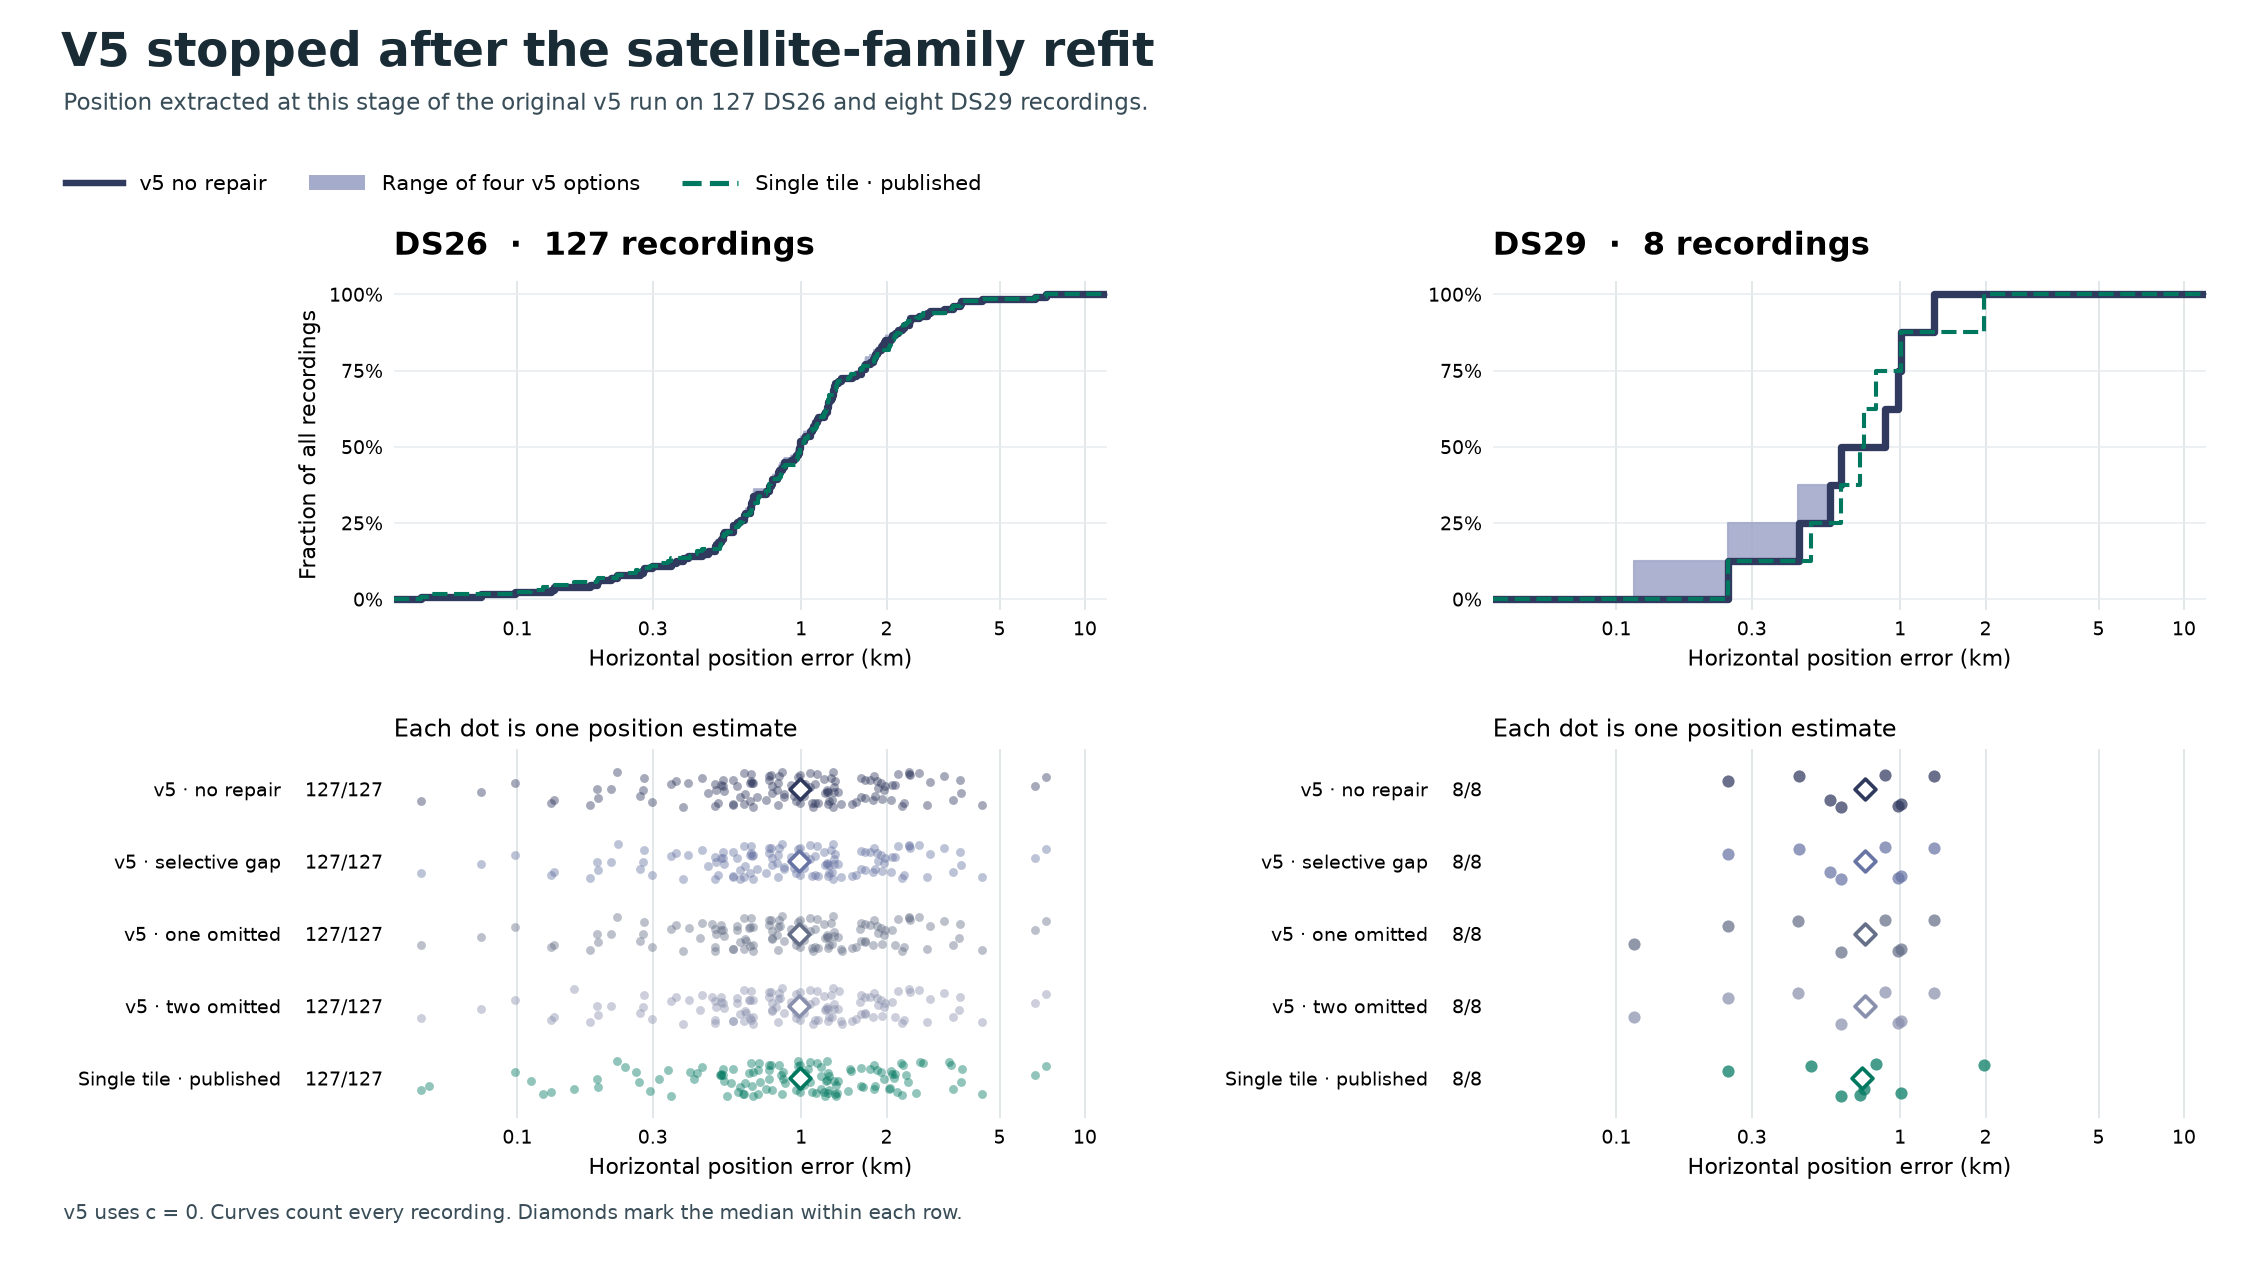 V5 stopped after the satellite-family refit
Position extracted at this stage of the original v5 run on 127 DS26 and eight DS29 recordings.
v5 no repair
Range of four v5 options
Single tile · published
DS26 · 127 recordings
100%
75%
50%
25%
0%
Fraction of all recordings
0.1 0.3 1 2 5 10
Horizontal position error (km)
DS29 · 8 recordings
100%
75%
50%
25%
0%
0.1 0.3 1 2 5 10
Horizontal position error (km)
Each dot is one position estimate
v5 · no repair 127/127
v5 · selective gap 127/127
v5 · one omitted 127/127
v5 · two omitted 127/127
Single tile · published 127/127
0.1 0.3 1 2 5 10
Horizontal position error (km)
Each dot is one position estimate
v5 · no repair 8/8
v5 · selective gap 8/8
v5 · one omitted 8/8
v5 · two omitted 8/8
Single tile · published 8/8
0.1 0.3 1 2 5 10
Horizontal position error (km)
v5 uses c = 0. Curves count every recording. Diamonds mark the median within each row.